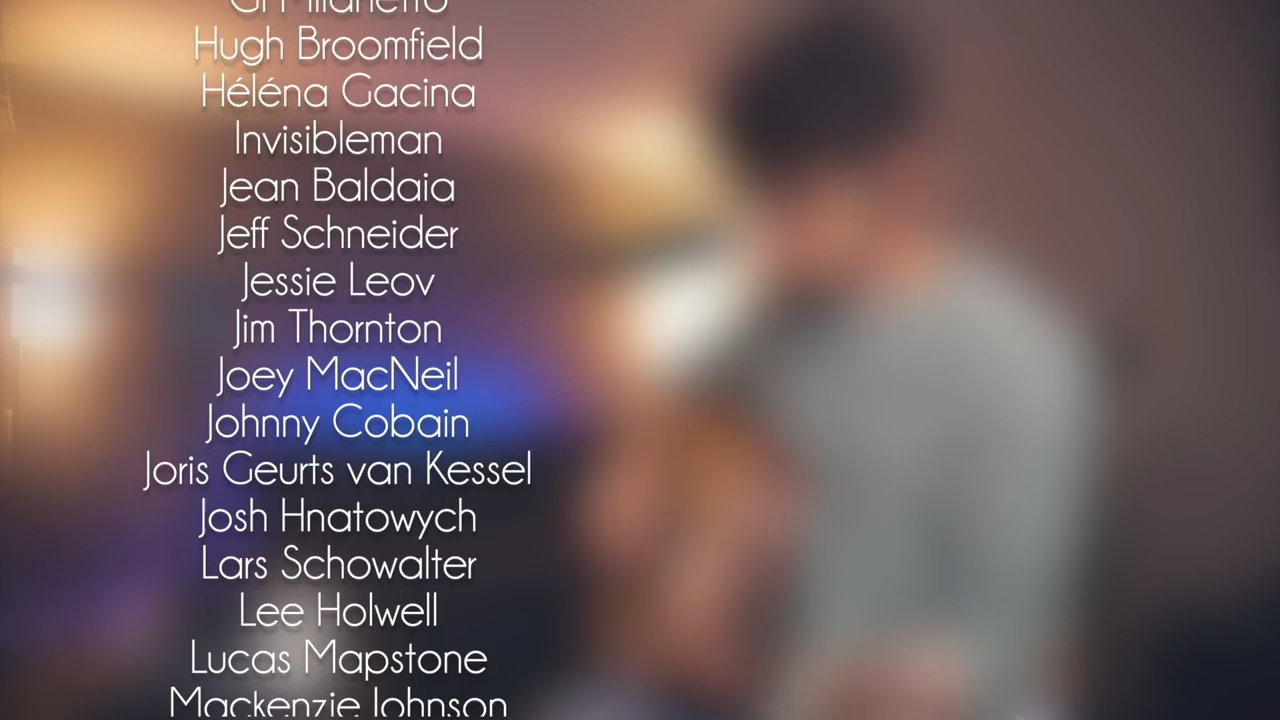 Hugh Broomfield
Héléna Gacina
Invisibleman
Jean Baldaia
Jeff Schneider
Jessie Leov
Jim Thornton
Joey MacNeil
Johnny Cobain
Joris Geurts van Kessel
Josh Hnatowych
Lars Schowalter
Lee Holwell
Lucas Mapstone
Mackenzie Johnson